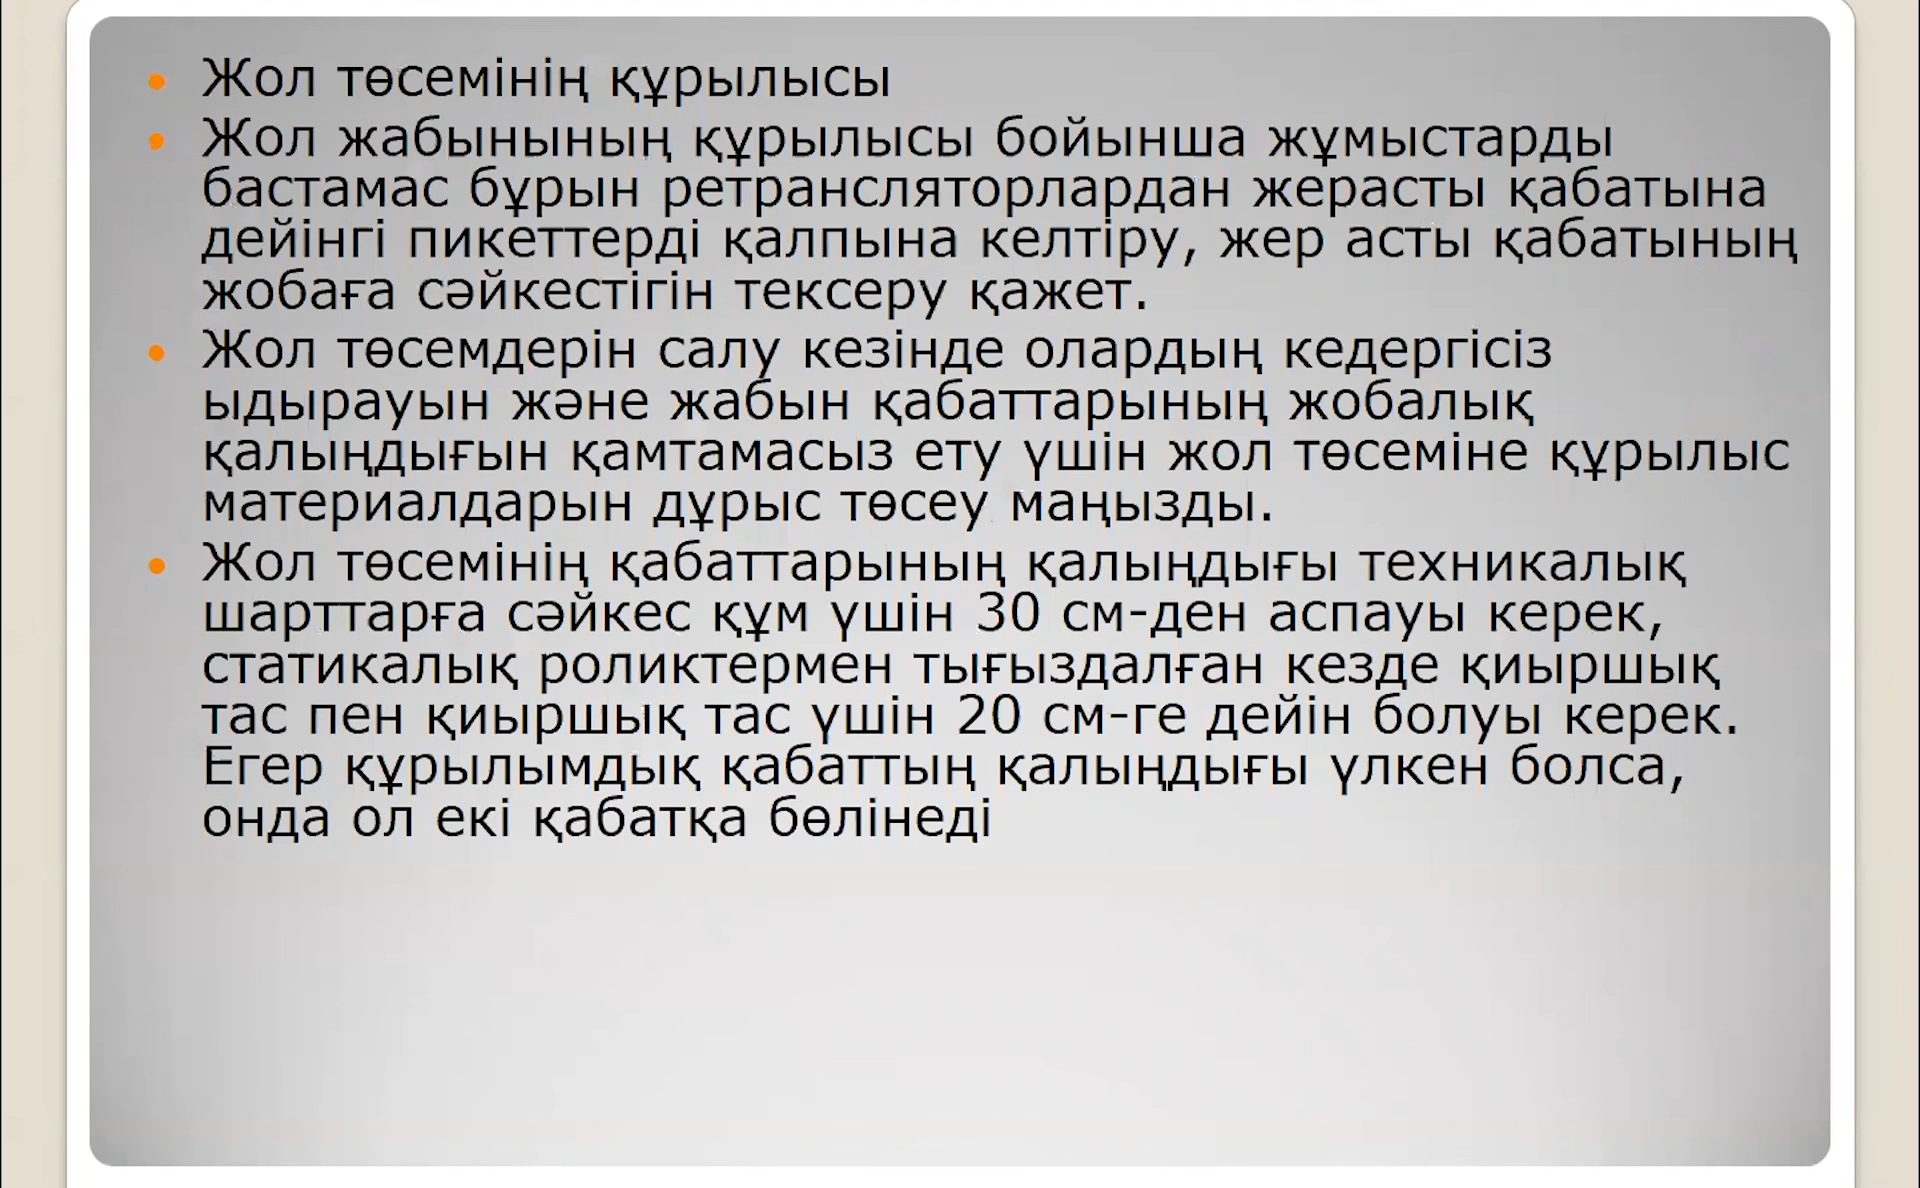 Жол төсемінің құрылысы
Жол жабынының құрылысы бойынша жұмыстарды
бастамас бұрын ретрансляторлардан жерасты қабатына
дейінгі пикеттерді қалпына келтіру, жер асты қабатының
жобаға сәйкестігін тексеру қажет.
Жол төсемдерін салу кезінде олардың кедергісіз
ыдырауын және жабын қабаттарының жобалық
қалыңдығын қамтамасыз ету үшін жол төсеміне құрылыс
материалдарын дұрыс төсеу маңызды.
Жол төсемінің қабаттарының қалыңдығы техникалық
шарттарға сәйкес құм үшін 30 см-ден аспауы керек,
статикалық роликтермен тығыздалған кезде қиыршық
тас пен қиыршық тас үшін 20 см-ге дейін болуы керек.
Егер құрылымдық қабаттың қалыңдығы үлкен болса,
онда ол екі қабатқа бөлінеді